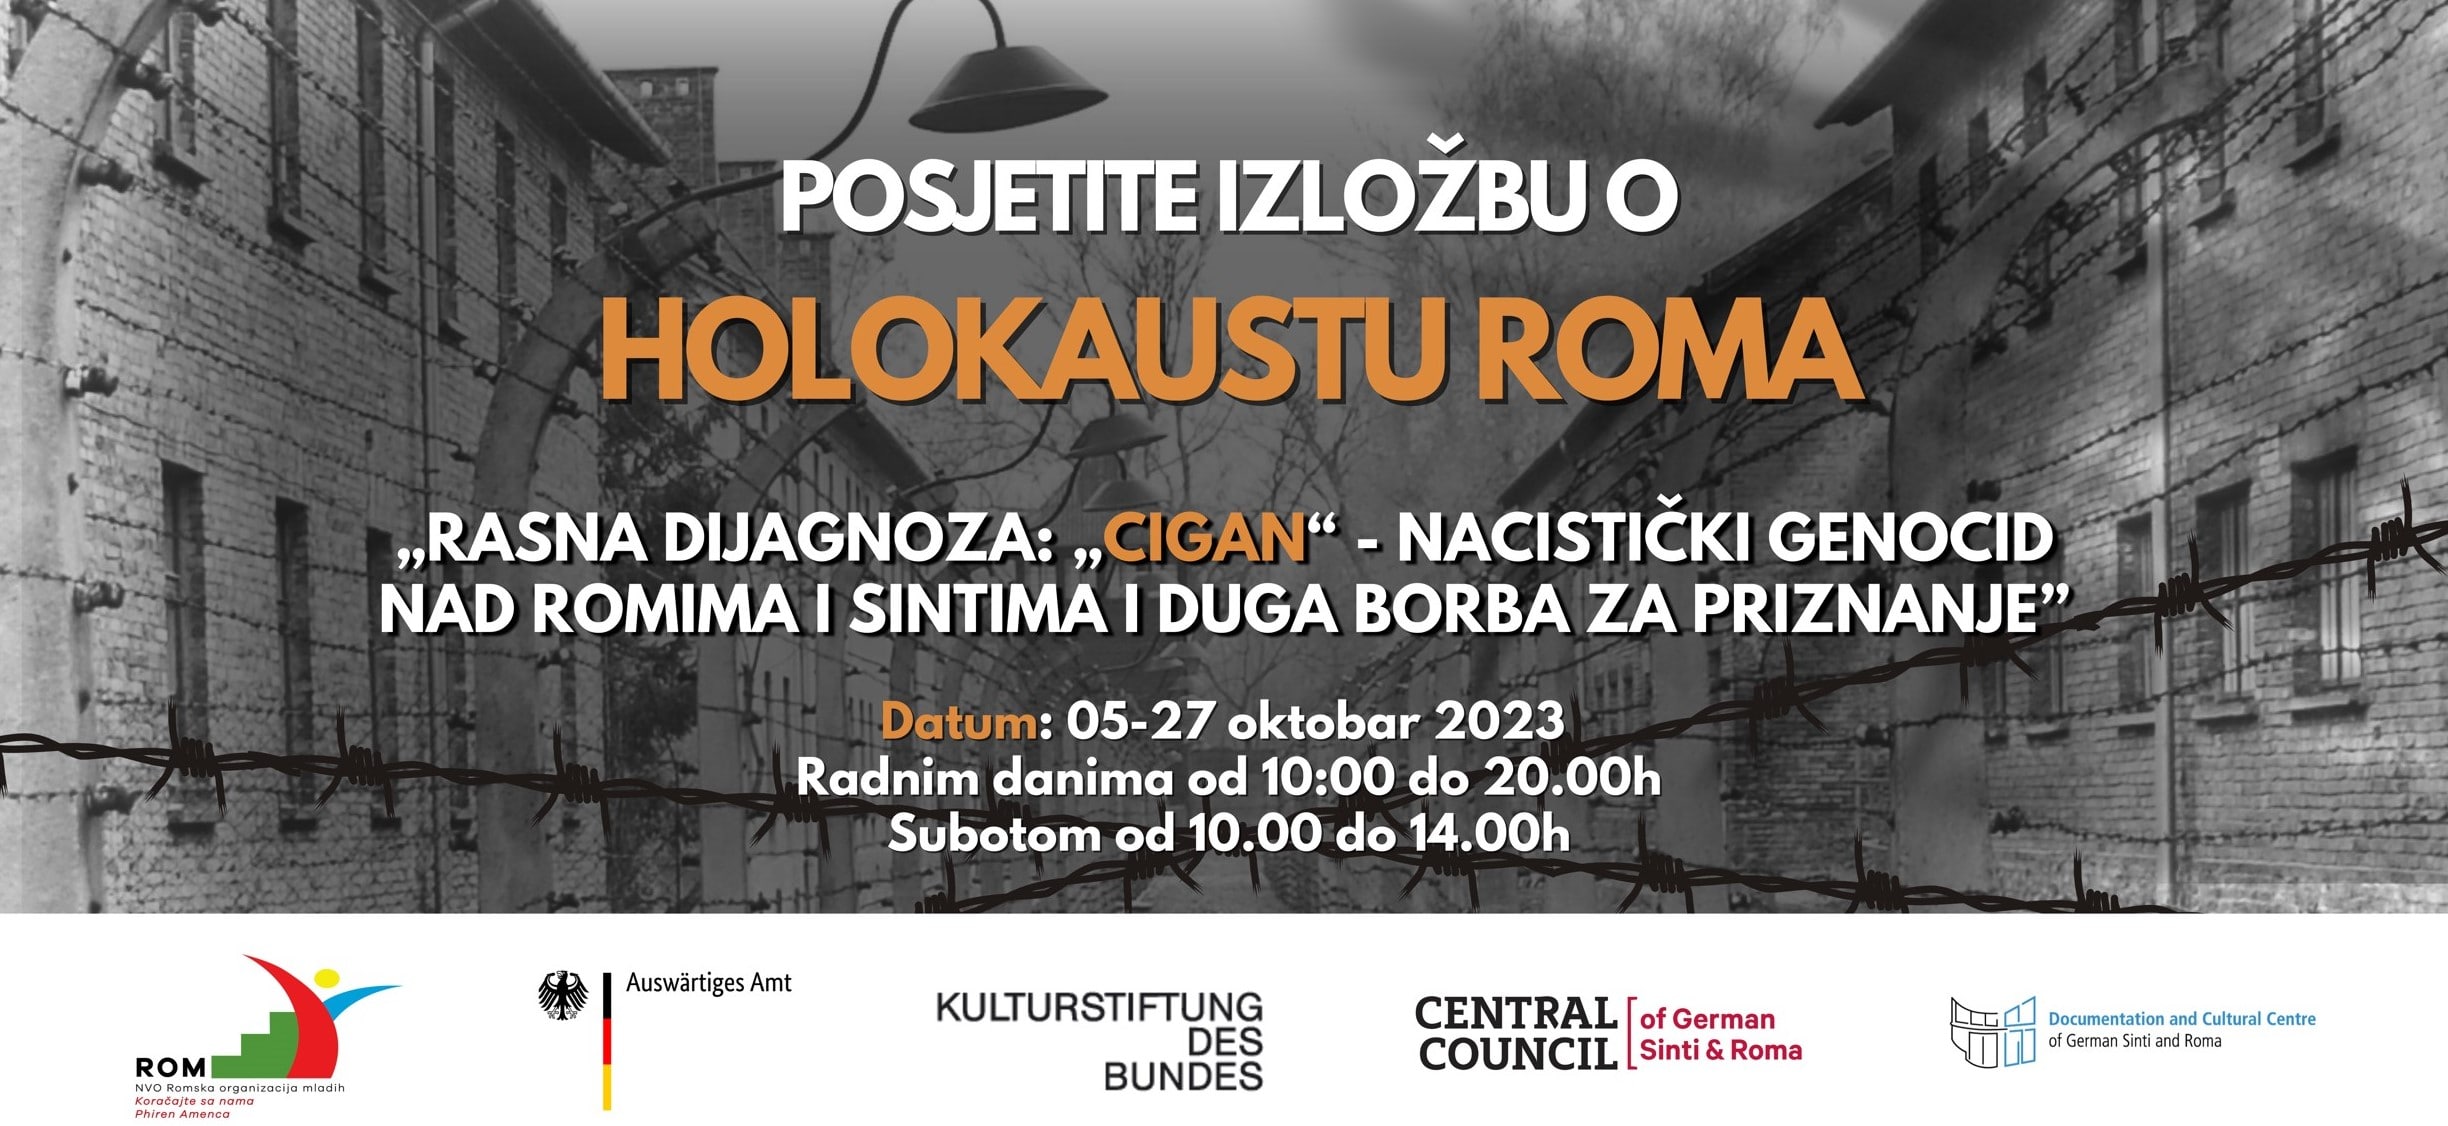 POSJETITE IZLOŽBU O
HOLOKAUSTU ROMA
„RASNA DIJAGNOZA: „CIGAN“ - NACISTIČKI GENOCID
NAD ROMIMA I SINTIMA I DUGA BORBA ZA PRIZNANJE”
Datum: 05-27 oktobar 2023
Radnim danima od 10:00 do 20.00h
Subotom od 10.00 do 14.00h
ROM
NVO Romska organizacija mladih
Koračajte sa nama
Phiren Amenca
Auswärtiges Amt
KULTURSTIFTUNG
DES
BUNDES
CENTRAL
COUNCIL
of German
Sinti & Roma
Documentation and Cultural Centre
of German Sinti and Roma